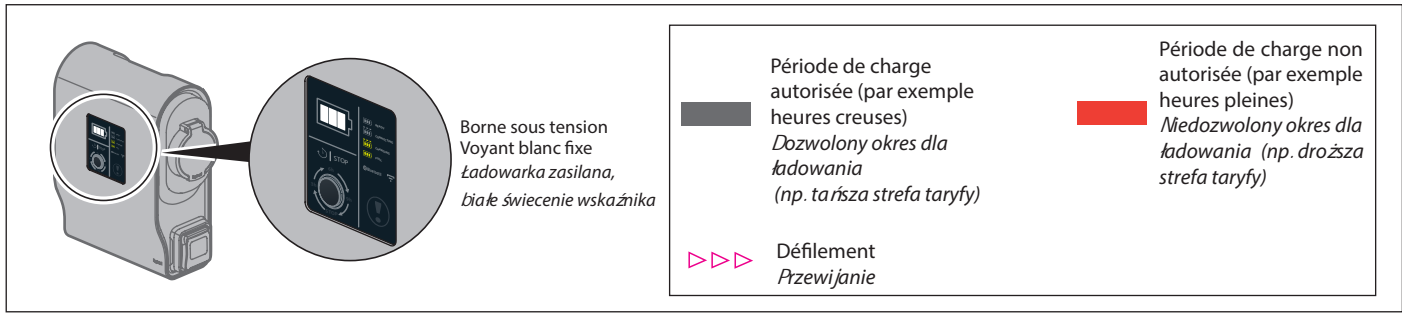 STOP
Borne sous tension
Voyant blanc fixe
Ładowarka zasilana,
białe świecenie wskaźnika
Période de charge
autorisée (par exemple
heures creuses)
Dozwolony okres dla
ładowania
(np. tańsza strefa taryfy)
Période de charge non
autorisée (par exemple
heures pleines)
Niedozwolony okres dla
ładowania (np. droższa
strefa taryfy)
Défilement
Przewijanie